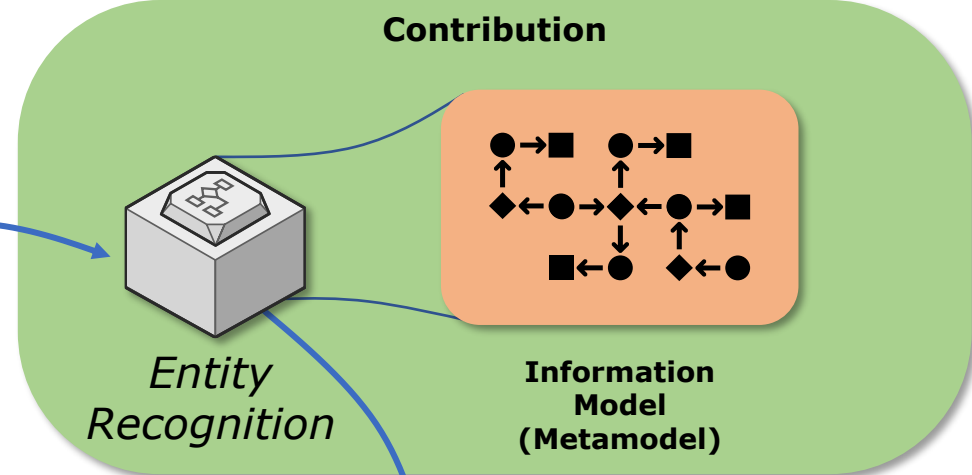 Contribution
Entity
Recognition
Information
Model
(Metamodel)